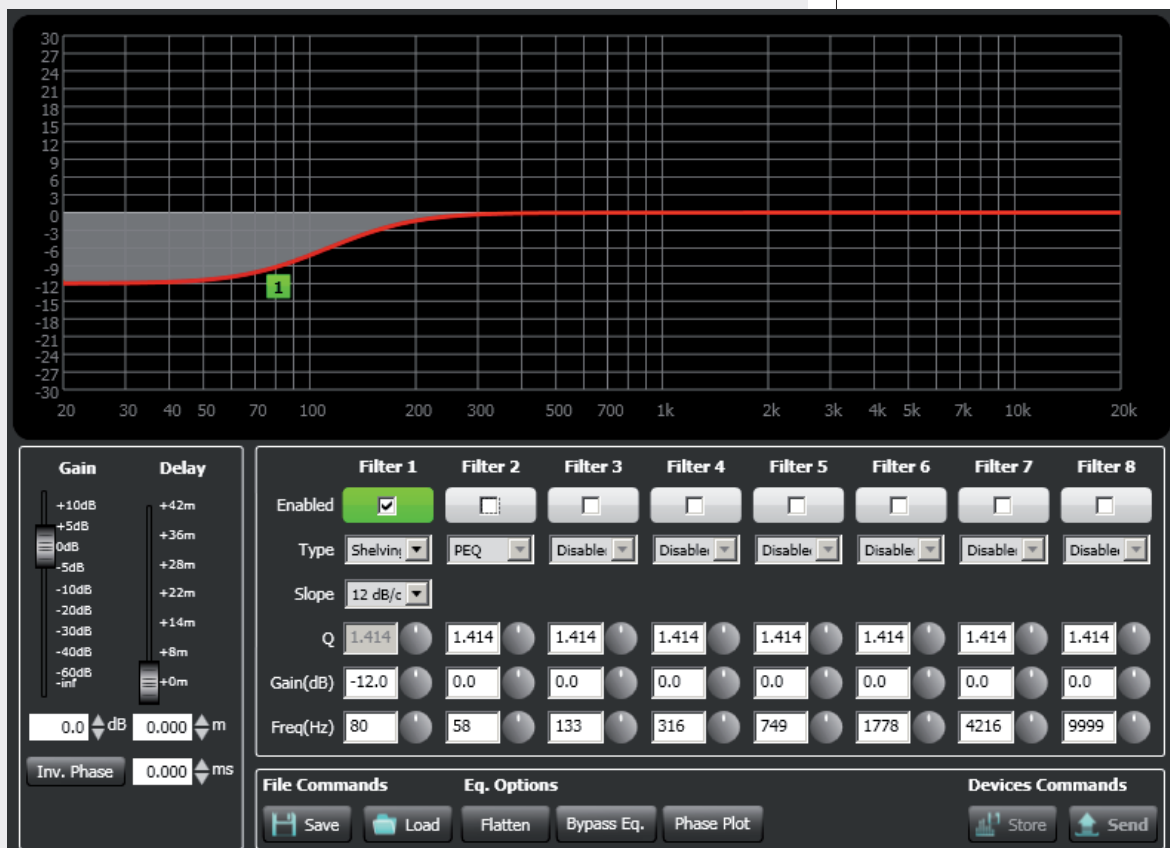 30
27
24
21
18
15
12
9
6
3
0
-3
-6
-9
-12
-15
-18
-21
-24
-27
-30
1
20 30 40 50 70 100 200 300 500 700 1k 2k 3k 4k 5k 7k 10k 20k
Gain Delay
+10dB
+5dB
0dB
-5dB
-10dB
-20dB
-30dB
-40dB
-60dB
-inf
+42m
+36m
+28m
+22m
+14m
+8m
+0m
0.0 dB 0.000 m
Inv. Phase 0.000 ms
Filter 1 Filter 2 Filter 3 Filter 4 Filter 5 Filter 6 Filter 7 Filter 8
Enabled
Type Shelving PEQ Disable Disable Disable Disable Disable Disable
Slope 12 dB/c
Q 1.414 1.414 1.414 1.414 1.414 1.414 1.414 1.414
Gain(dB) -12.0 0.0 0.0 0.0 0.0 0.0 0.0 0.0
Freq(Hz) 80 58 133 316 749 1778 4216 9999
File Commands Eq. Options Devices Commands
Save Load Flatten Bypass Eq. Phase Plot Store Send